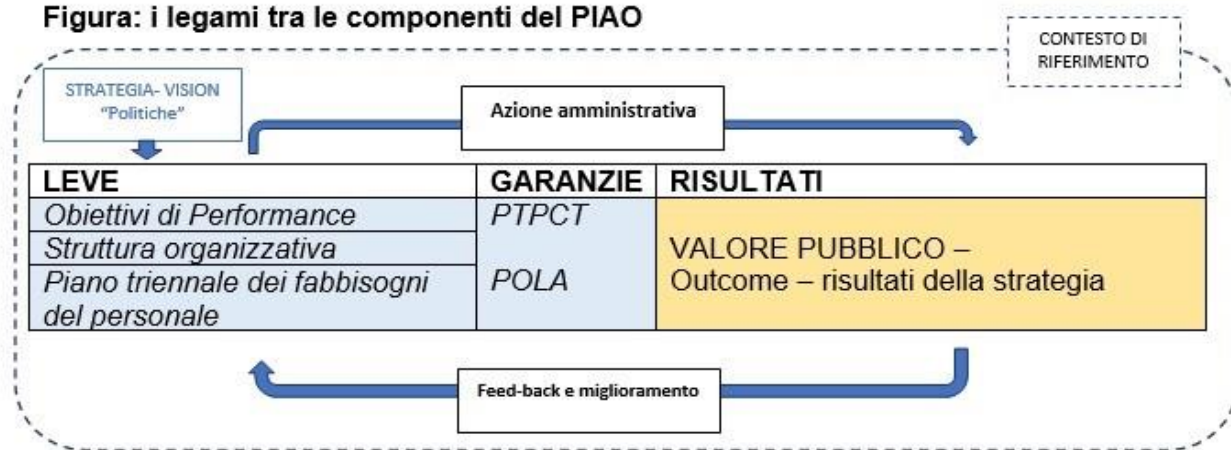 Figura: i legami tra le componenti del PIAO
CONTESTO DI
RIFERIMENTO
STRATEGIA- VISION
“Politiche”
Azione amministrativa
LEVE GARANZIE RISULTATI
Obiettivi di Performance PTPCT
Struttura organizzativa VALORE PUBBLICO –
Piano triennale dei fabbisogni POLA Outcome – risultati della strategia
del personale
Feed-back e miglioramento